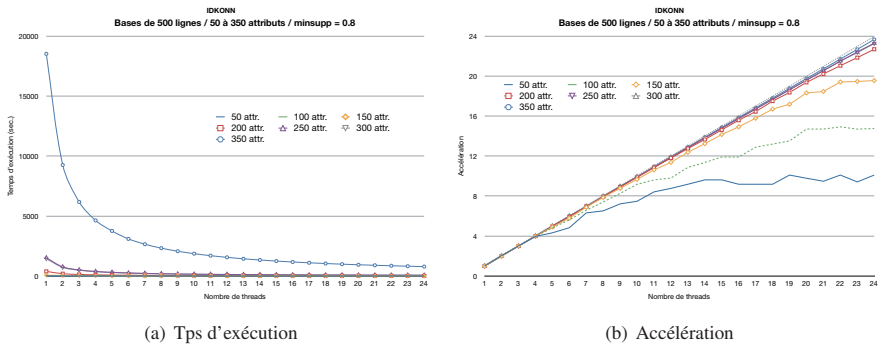 IDKONN
Bases de 500 lignes / 50 à 350 attributs / minsupp = 0.8
Temps d'exécution (sec.)
20000
15000
10000
5000
0
50 attr.
100 attr.
150 attr.
200 attr.
250 attr.
300 attr.
350 attr.
1 2 3 4 5 6 7 8 9 10 11 12 13 14 15 16 17 18 19 20 21 22 23 24
Nombre de threads
(a) Tps d'exécution
IDKONN
Bases de 500 lignes / 50 à 350 attributs / minsupp = 0.8
Accélération
24
20
16
12
8
4
0
50 attr.
100 attr.
150 attr.
200 attr.
250 attr.
300 attr.
350 attr.
1 2 3 4 5 6 7 8 9 10 11 12 13 14 15 16 17 18 19 20 21 22 23 24
Nombre de threads
(b) Accélération